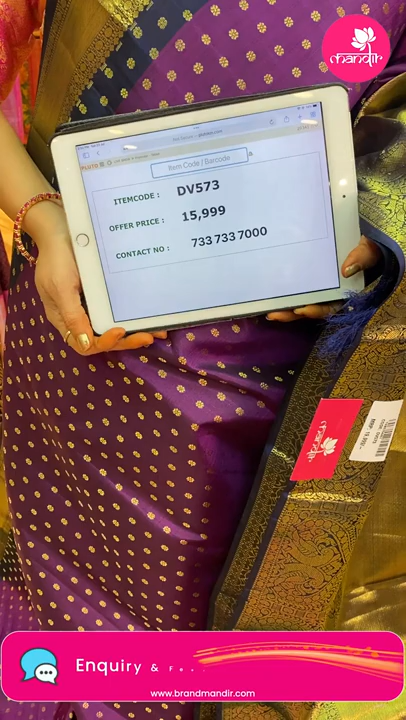 mandir
Item Code / Barcode
ITEMCODE : DV573
OFFER PRICE : 15,999
CONTACT NO : 733 733 7000
mandir
Enquiry & F
www.brandmandir.com